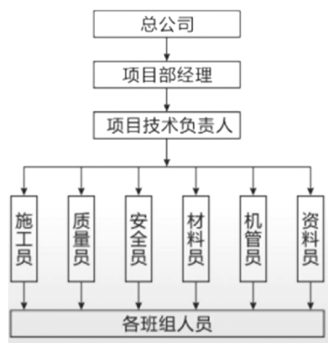 总公司
项目部经理
项目技术负责人
施工员
质量员
安全员
材料员
机管员
资料员
各班组人员